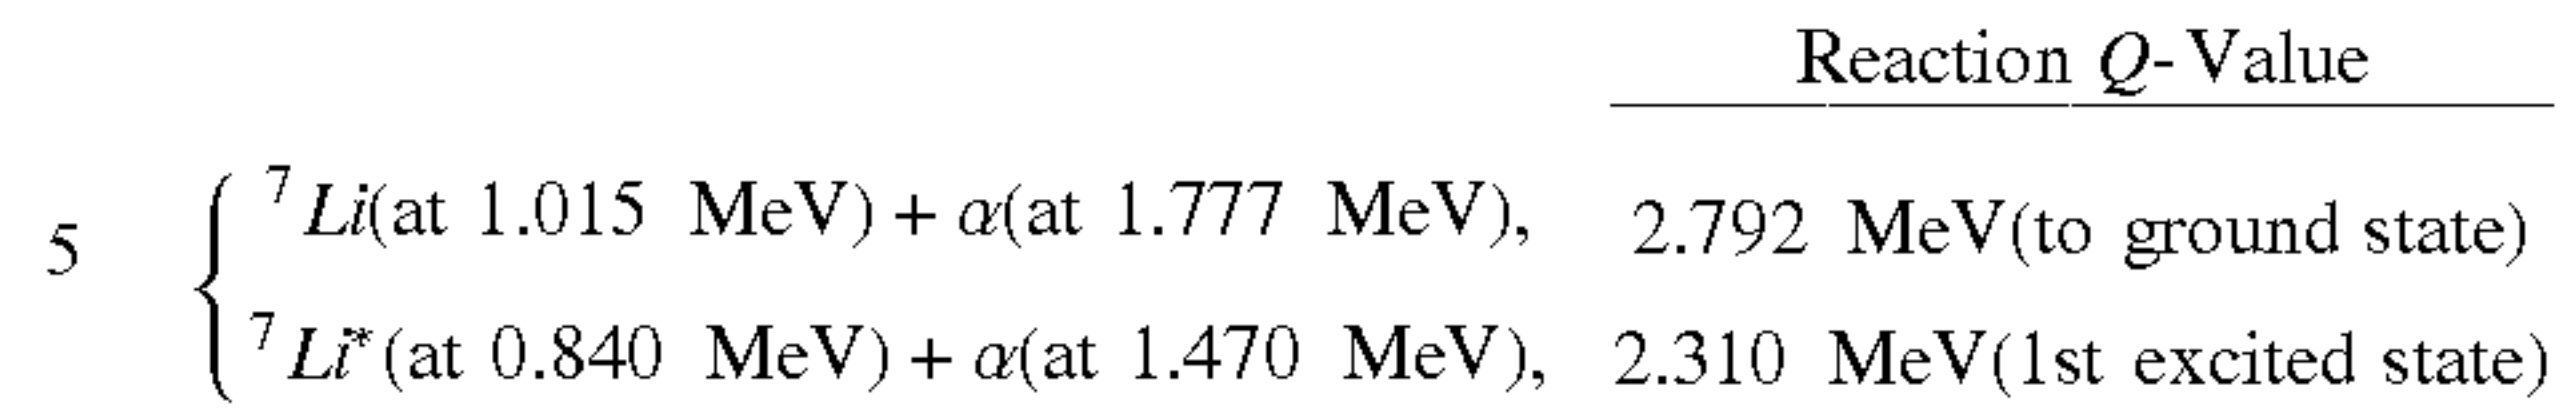 Reaction Q-Value
⁷Li(at 1.015 MeV) + α(at 1.777 MeV), 2.792 MeV(to ground state)
5 {
⁷Li*(at 0.840 MeV) + α(at 1.470 MeV), 2.310 MeV(1st excited state)